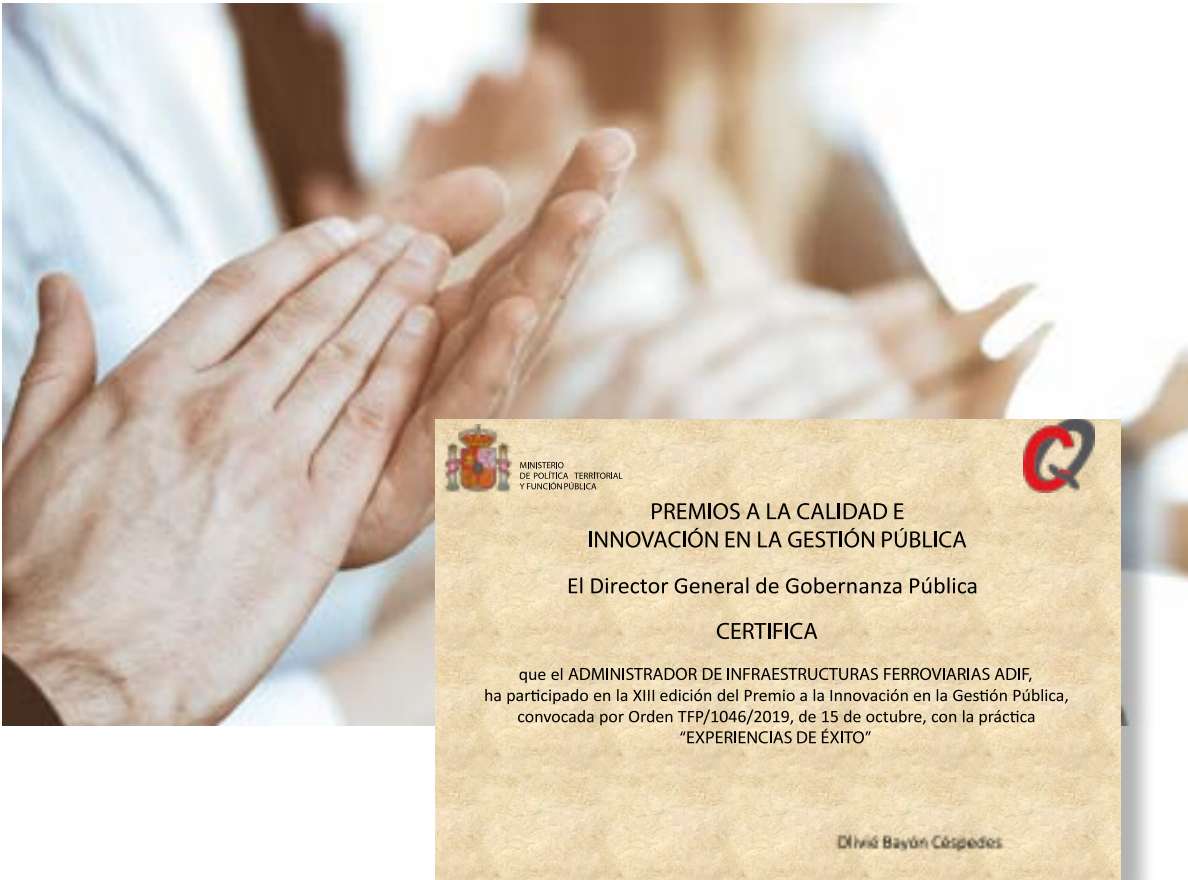 MINISTERIO
DE POLÍTICA TERRITORIAL
Y FUNCIÓN PÚBLICA
PREMIOS A LA CALIDAD E
INNOVACIÓN EN LA GESTIÓN PÚBLICA
El Director General de Gobernanza Pública
CERTIFICA
que el ADMINISTRADOR DE INFRAESTRUCTURAS FERROVIARIAS ADIF,
ha participado en la XIII edición del Premio a la Innovación en la Gestión Pública,
convocada por Orden TFP/1046/2019, de 15 de octubre, con la práctica
“EXPERIENCIAS DE ÉXITO”
Olivié Bayón Céspedes